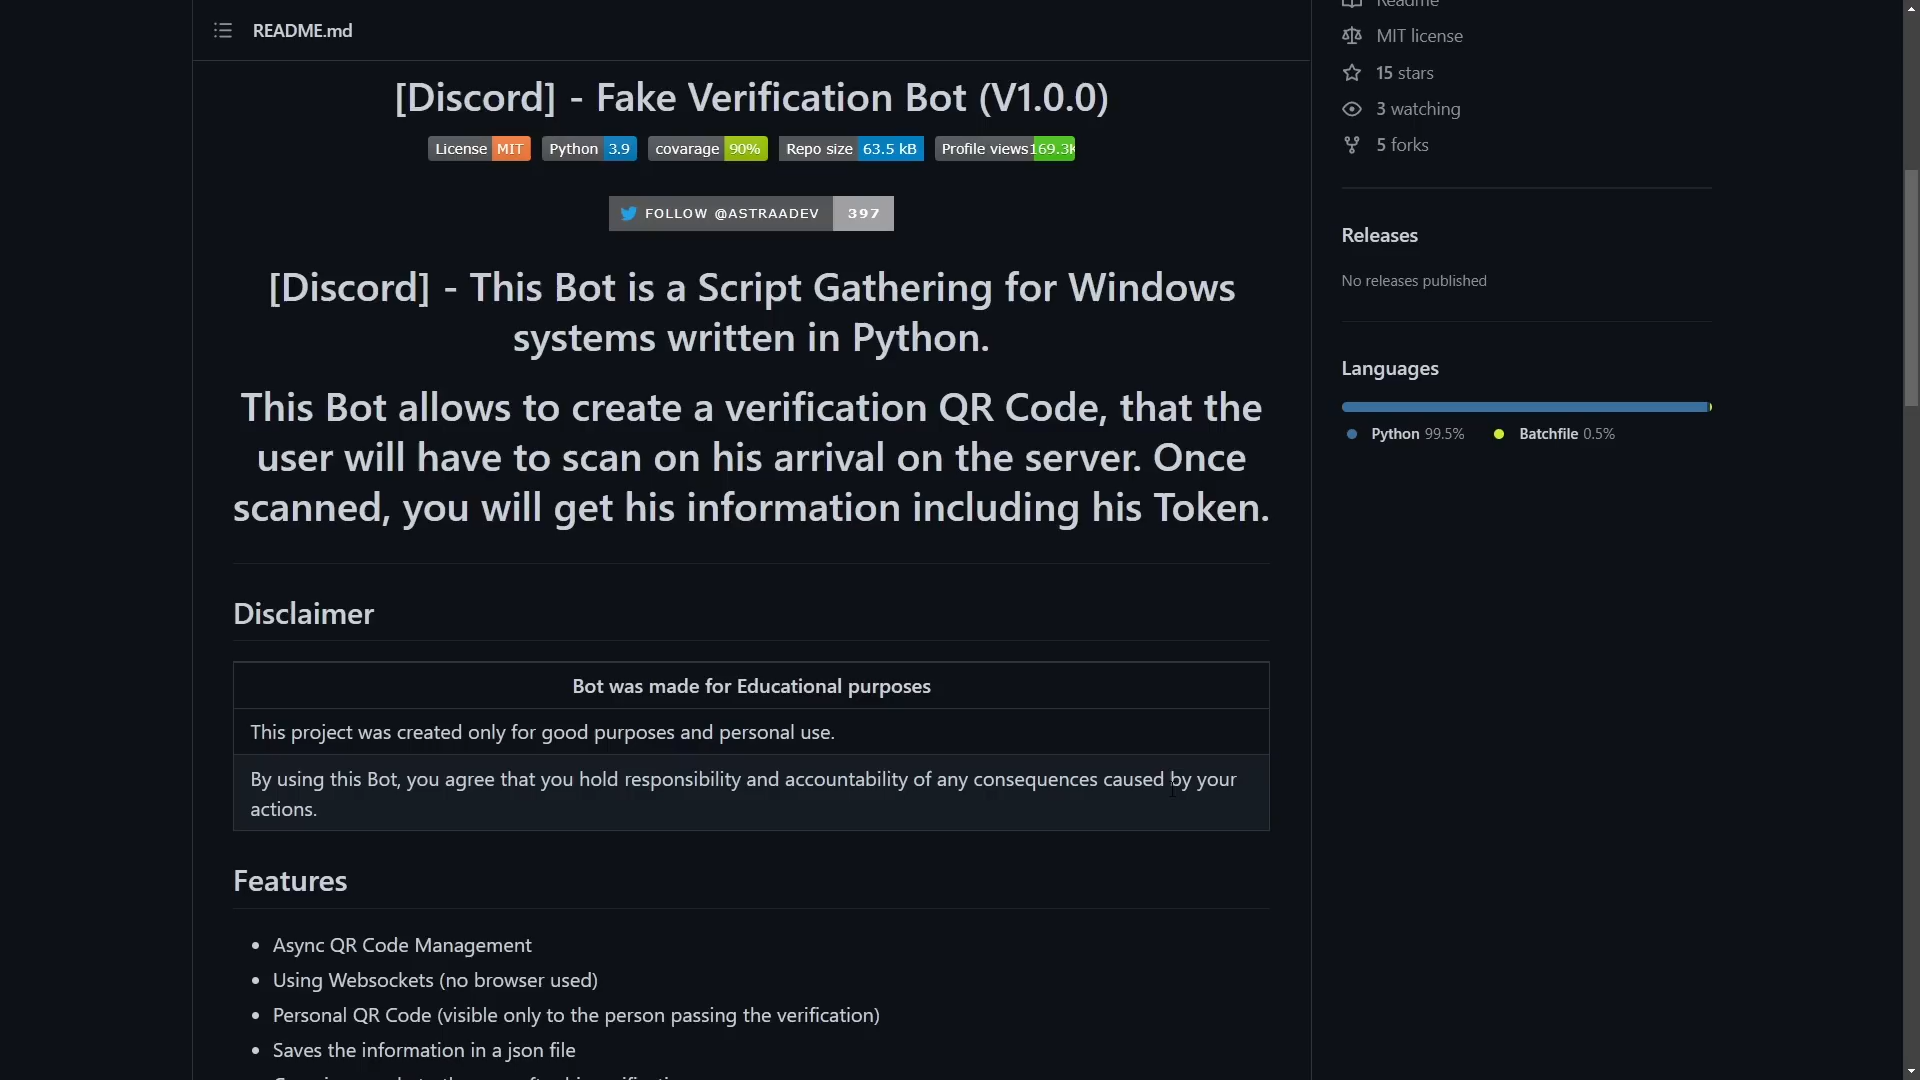 README.md
[Discord] - Fake Verification Bot (V1.0.0)
License MIT Python 3.9 covarage 90% Repo size 63.5 kB Profile views 169.3K
FOLLOW @ASTRAADEV 397
[Discord] - This Bot is a Script Gathering for Windows
systems written in Python.
This Bot allows to create a verification QR Code, that the
user will have to scan on his arrival on the server. Once
scanned, you will get his information including his Token.
Disclaimer
Bot was made for Educational purposes
This project was created only for good purposes and personal use.
By using this Bot, you agree that you hold responsibility and accountability of any consequences caused by your
actions.
Features
Async QR Code Management
Using Websockets (no browser used)
Personal QR Code (visible only to the person passing the verification)
Saves the information in a json file
Readme
MIT license
15 stars
3 watching
5 forks
Releases
No releases published
Languages
Python 99.5% Batchfile 0.5%